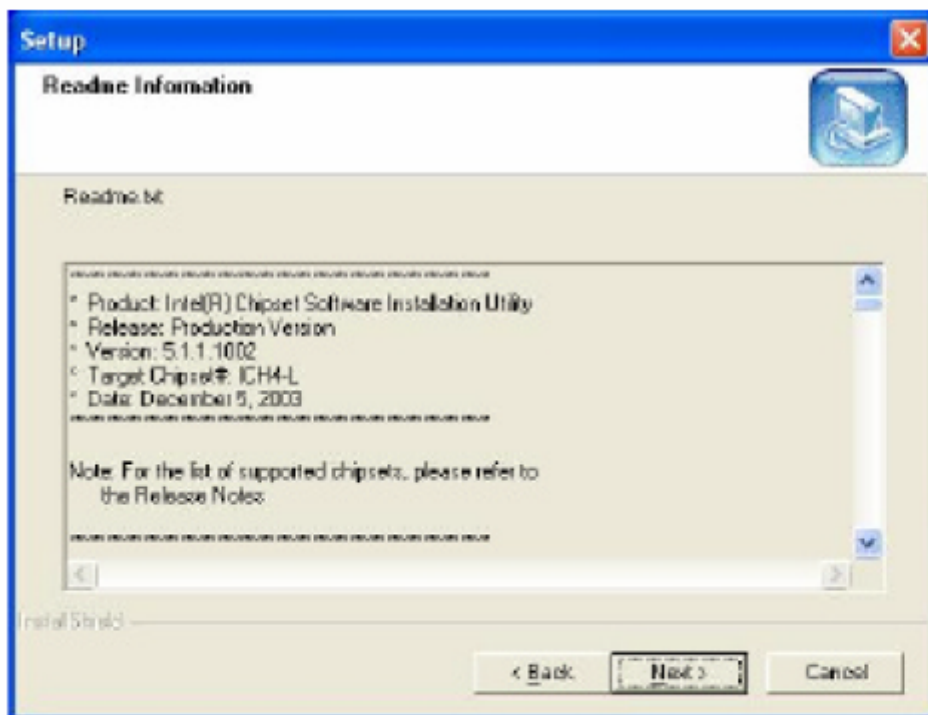 Setup
Readme Information
Readme.txt
* Product: Intel(R) Chipset Software Installation Utility
* Release: Production Version
* Version: 5.1.1.1002
* Target Chipset#: ICH4-L
* Date: December 5, 2003
Note: For the list of supported chipsets, please refer to
the Release Notes
InstallShield
< Back
Next >
Cancel